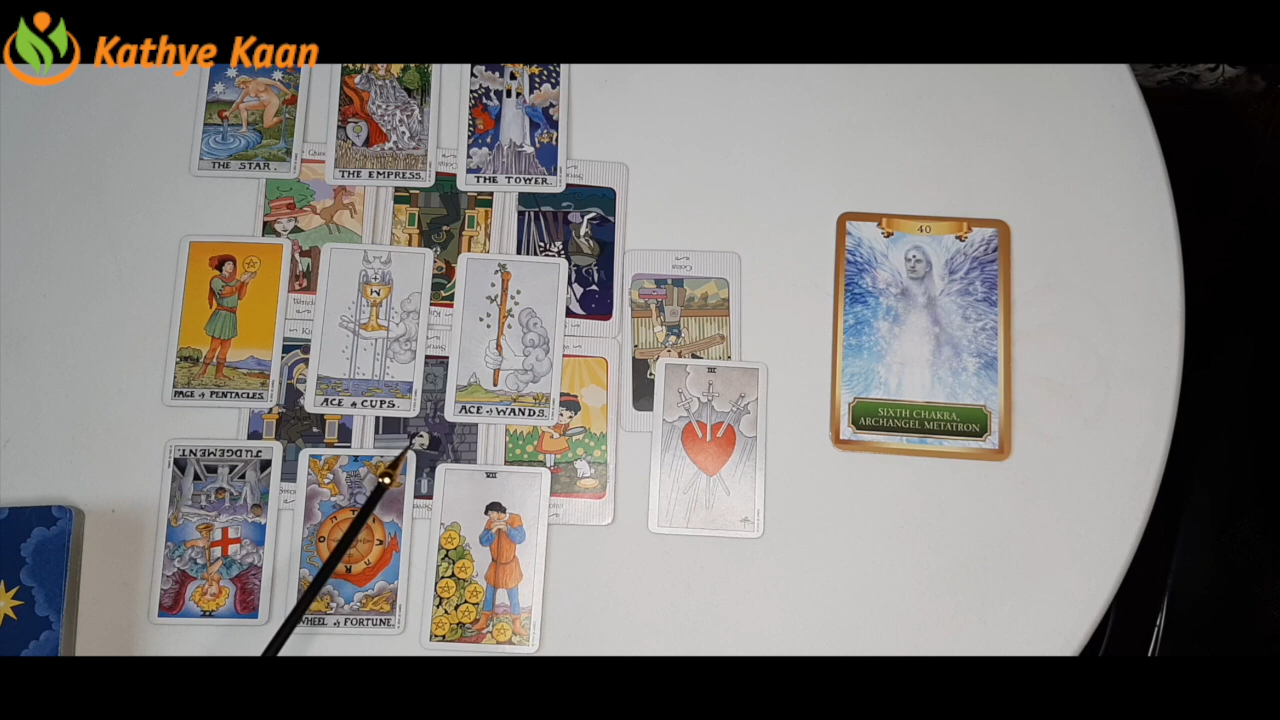 Kathye Kaan
THE STAR.
THE EMPRESS.
THE TOWER.
40
PAGE of PENTACLES.
ACE of CUPS.
ACE of WANDS.
III
SIXTH CHAKRA,
ARCHANGEL METATRON
JUDGEMENT.
X
WHEEL of FORTUNE.
VII